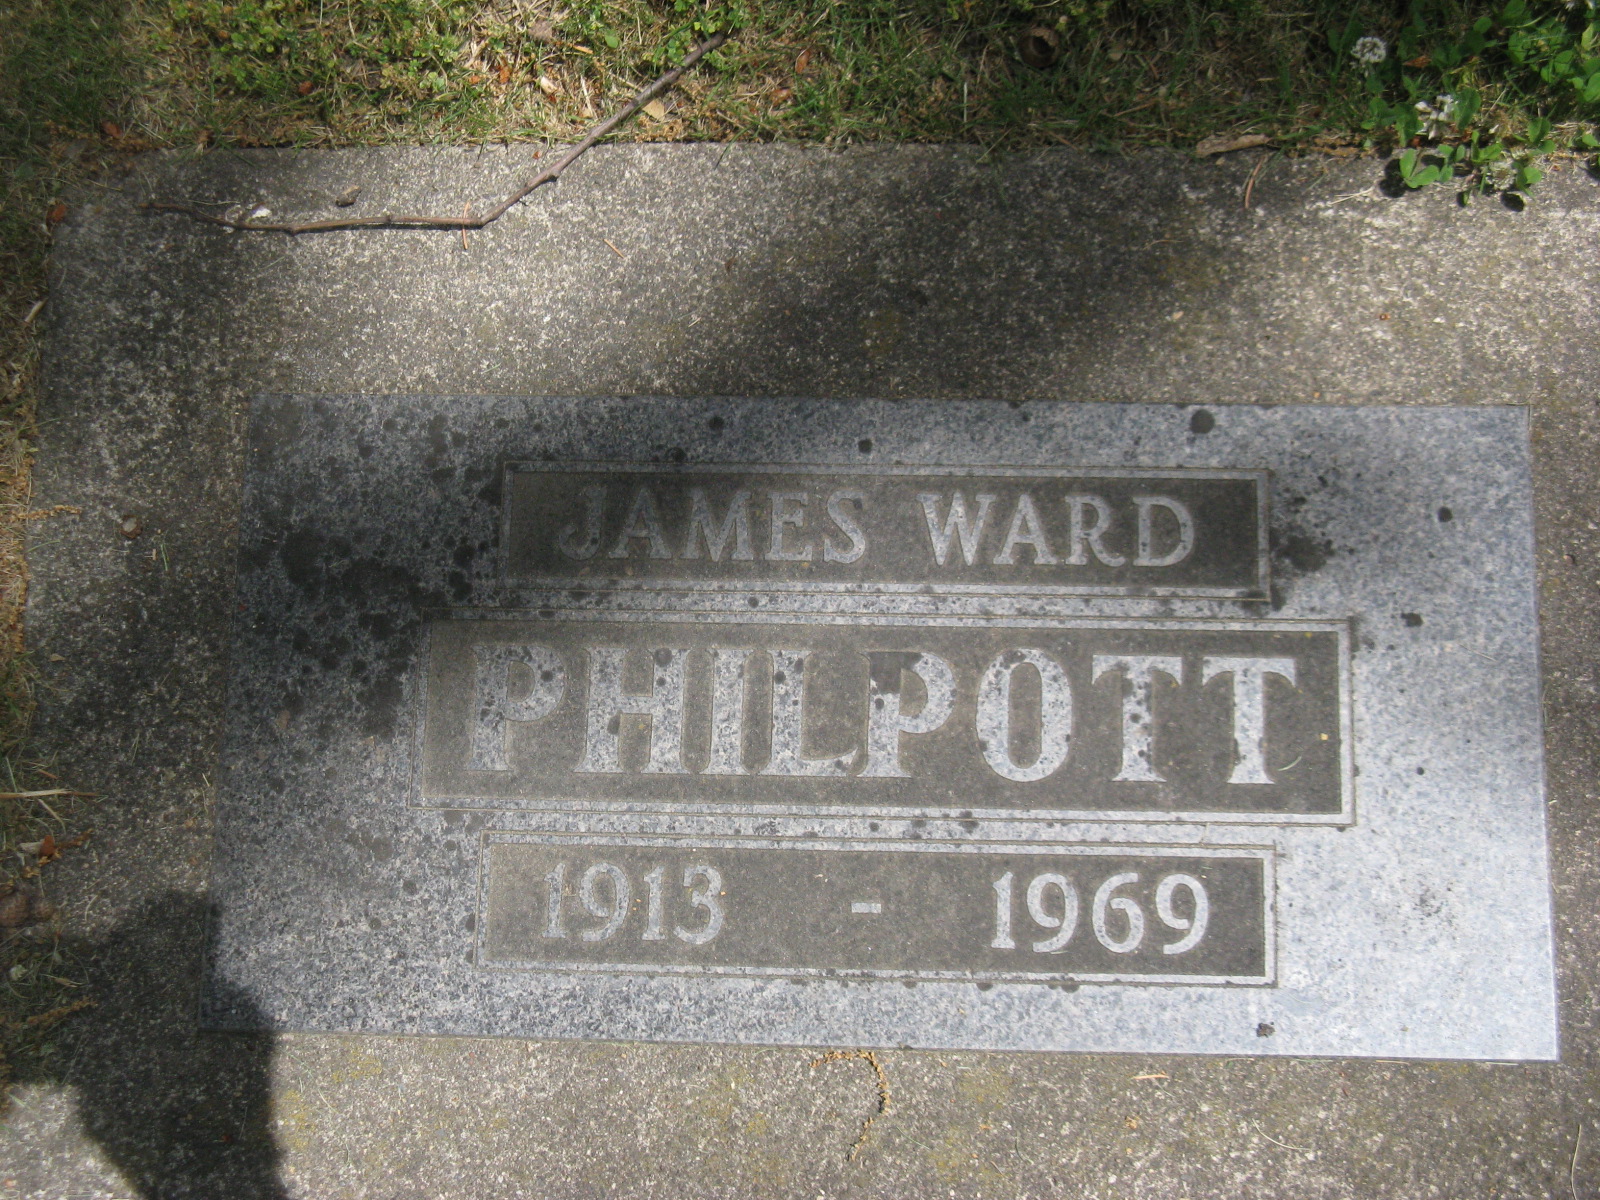 JAMES WARD
PHILPOTT
1913 - 1969